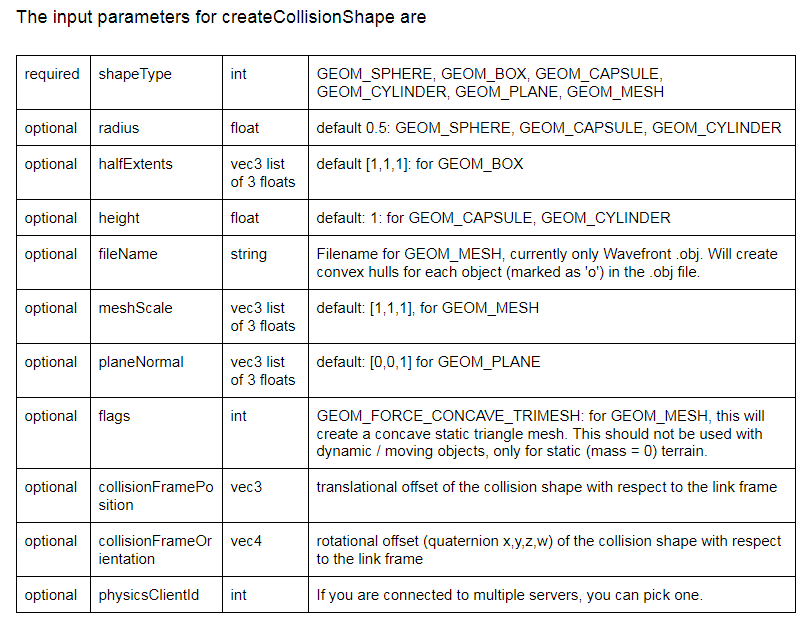 The input parameters for createCollisionShape are
required shapeType int GEOM_SPHERE, GEOM_BOX, GEOM_CAPSULE,
GEOM_CYLINDER, GEOM_PLANE, GEOM_MESH
optional radius float default 0.5: GEOM_SPHERE, GEOM_CAPSULE, GEOM_CYLINDER
optional halfExtents vec3 list default [1,1,1]: for GEOM_BOX
of 3 floats
optional height float default: 1: for GEOM_CAPSULE, GEOM_CYLINDER
optional fileName string Filename for GEOM_MESH, currently only Wavefront .obj. Will create
convex hulls for each object (marked as 'o') in the .obj file.
optional meshScale vec3 list default: [1,1,1], for GEOM_MESH
of 3 floats
optional planeNormal vec3 list default: [0,0,1] for GEOM_PLANE
of 3 floats
optional flags int GEOM_FORCE_CONCAVE_TRIMESH: for GEOM_MESH, this will
create a concave static triangle mesh. This should not be used with
dynamic / moving objects, only for static (mass = 0) terrain.
optional collisionFramePo vec3 translational offset of the collision shape with respect to the link frame
sition
optional collisionFrameOr vec4 rotational offset (quaternion x,y,z,w) of the collision shape with respect
ientation to the link frame
optional physicsClientId int If you are connected to multiple servers, you can pick one.